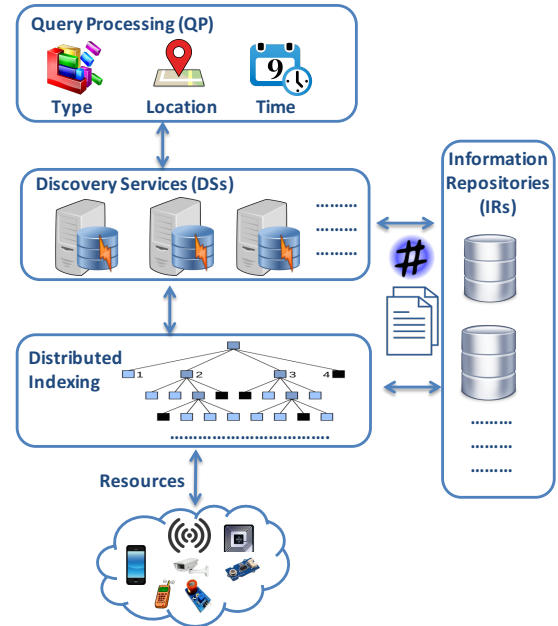 Query Processing (QP)
9
Type
Location
Time
Discovery Services (DSs)
………
………
………
Information
Repositories
(IRs)
#
Distributed
Indexing
1
2
3
4
……………………………
………
………
………
Resources